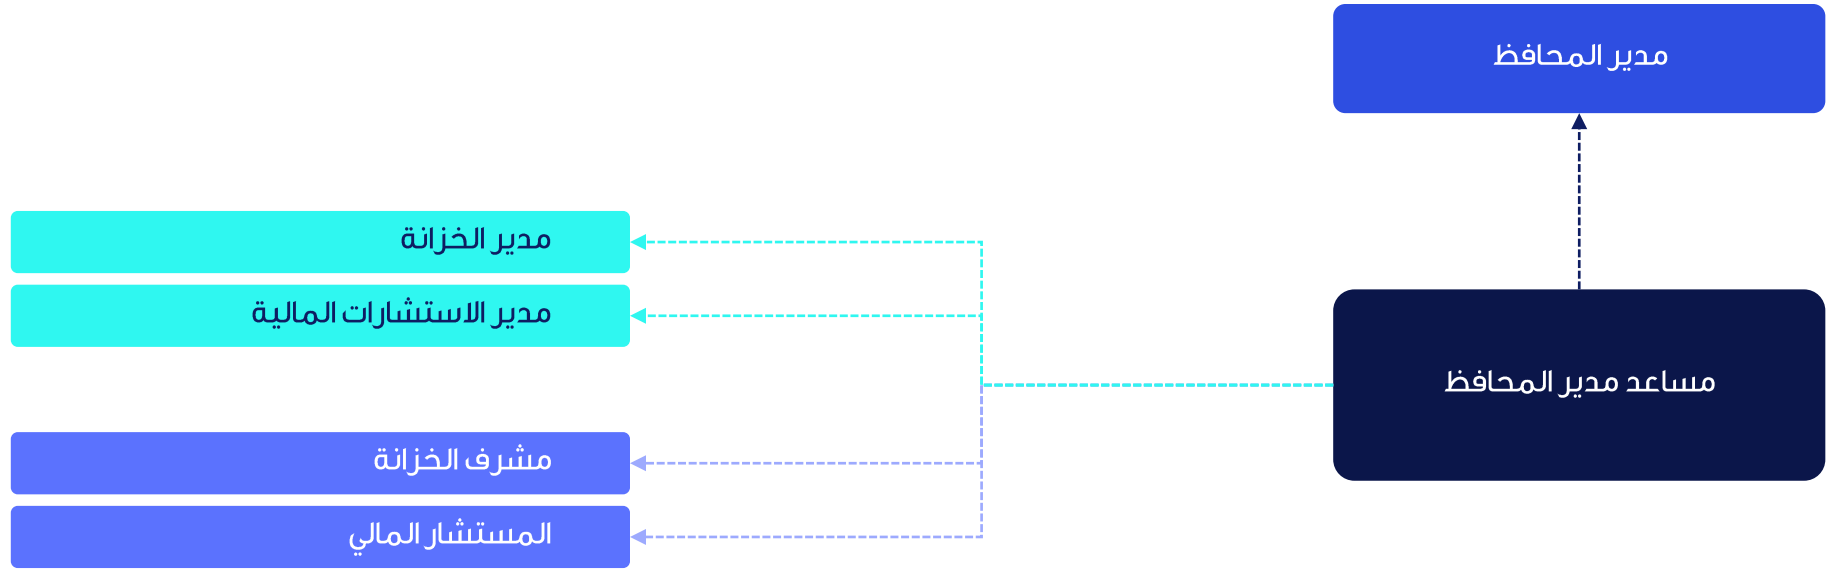 مدير المحافظ
مساعد مدير المحافظ
مدير الخزانة
مدير الاستشارات المالية
مشرف الخزانة
المستشار المالي